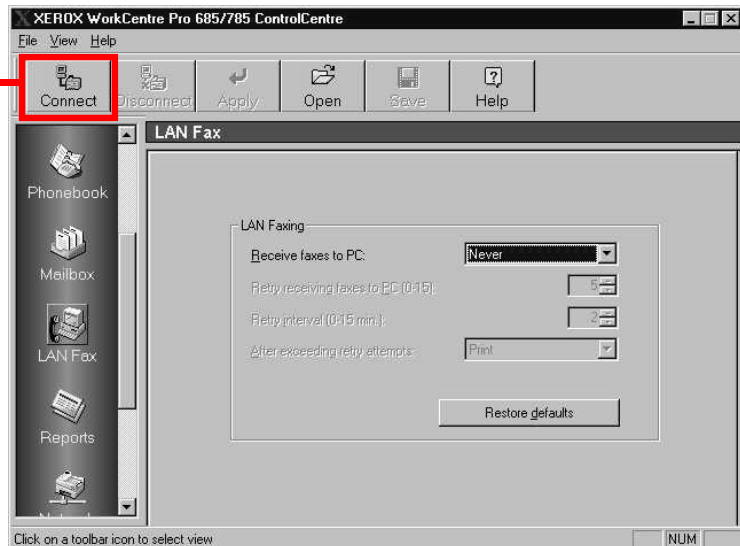 XEROX WorkCentre Pro 685/785 ControlCentre
File View Help
Connect Disconnect Apply Open Save Help
LAN Fax
Phonebook
Mailbox
LAN Fax
Reports
LAN Faxing
Receive faxes to PC: Never
Retry receiving faxes to PC (0-15): 5
Retry interval (0-15 min.): 2
After exceeding retry attempts: Print
Restore defaults
Click on a toolbar icon to select view NUM